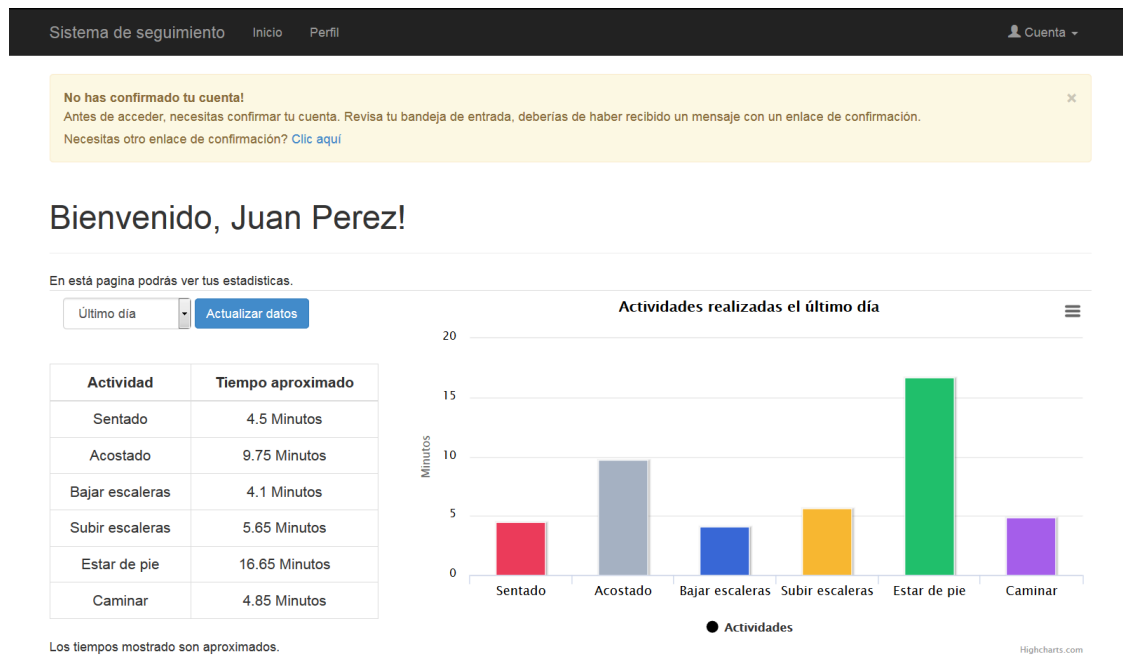 Sistema de seguimiento Inicio Perfil Cuenta
No has confirmado tu cuenta! ×
Antes de acceder, necesitas confirmar tu cuenta. Revisa tu bandeja de entrada, deberías de haber recibido un mensaje con un enlace de confirmación.
Necesitas otro enlace de confirmación? Clic aquí
Bienvenido, Juan Perez!
En está pagina podrás ver tus estadisticas.
Último día Actualizar datos
Actividad Tiempo aproximado
Sentado 4.5 Minutos
Acostado 9.75 Minutos
Bajar escaleras 4.1 Minutos
Subir escaleras 5.65 Minutos
Estar de pie 16.65 Minutos
Caminar 4.85 Minutos
Los tiempos mostrado son aproximados.
Actividades realizadas el último día
Minutos
20
15
10
5
0
Sentado Acostado Bajar escaleras Subir escaleras Estar de pie Caminar
Actividades
Highcharts.com